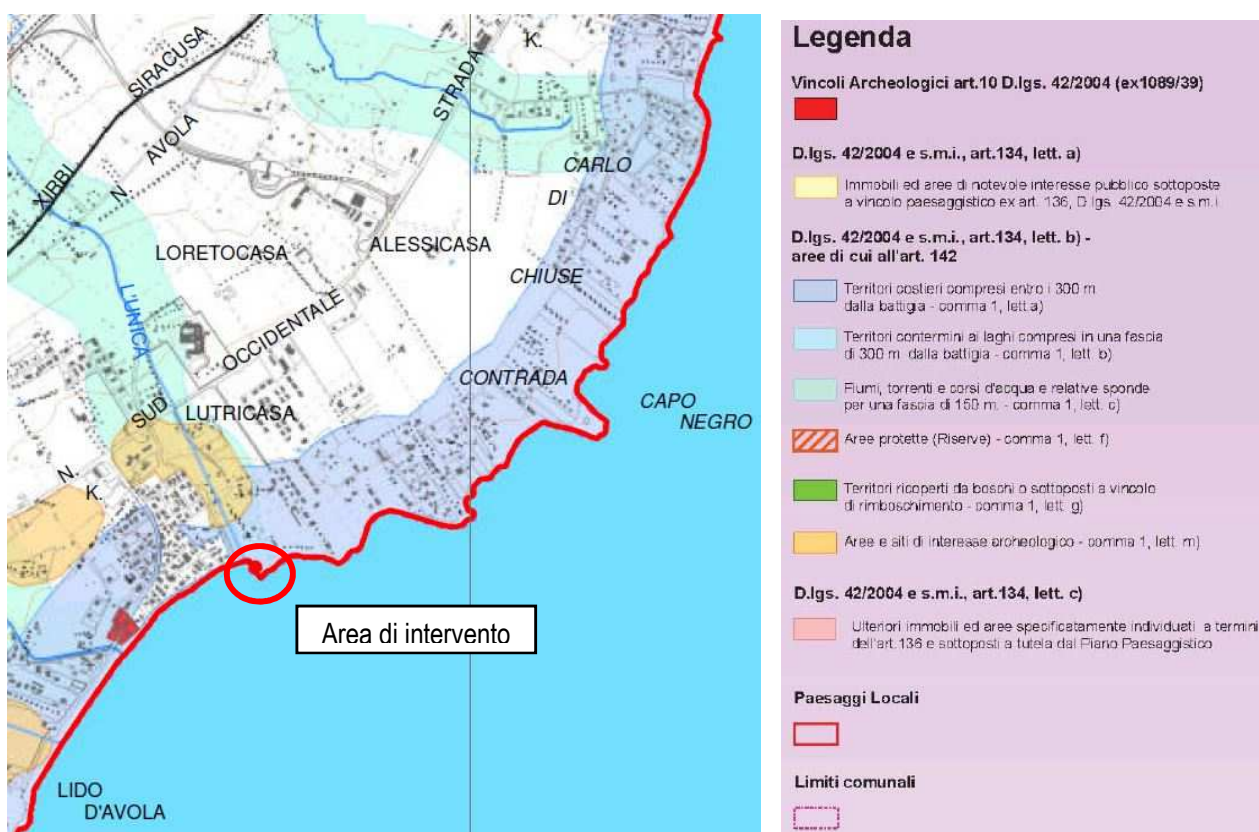 SIRACUSA
K.
STRADA
AVOLA
XIRBI
N.
CARLO
DI
LORETOCASA
ALESSICASA
CHIUSE
L'UNICA
OCCIDENTALE
CONTRADA
CAPO
NEGRO
SUD
LUTRICASA
N.
K.
Area di intervento
LIDO
D'AVOLA
Legenda
Vincoli Archeologici art.10 D.lgs. 42/2004 (ex1089/39)
D.lgs. 42/2004 e s.m.i., art.134, lett. a)
Immobili ed aree di notevole interesse pubblico sottoposte
a vincolo paesaggistico ex art. 136, D.lgs. 42/2004 e s.m.i.
D.lgs. 42/2004 e s.m.i., art.134, lett. b) -
aree di cui all'art. 142
Territori costieri compresi entro i 300 m
dalla battigia - comma 1, lett.a)
Territori contermini ai laghi compresi in una fascia
di 300 m dalla battigia - comma 1, lett. b)
Fiumi, torrenti e corsi d'acqua e relative sponde
per una fascia di 150 m. - comma 1, lett. c)
Aree protette (Riserve) - comma 1, lett. f)
Territori ricoperti da boschi o sottoposti a vincolo
di rimboschimento - comma 1, lett. g)
Aree e siti di interesse archeologico - comma 1, lett. m)
D.lgs. 42/2004 e s.m.i., art.134, lett. c)
Ulteriori immobili ed aree specificatamente individuati a termini
dell'art.136 e sottoposti a tutela dal Piano Paesaggistico
Paesaggi Locali
Limiti comunali